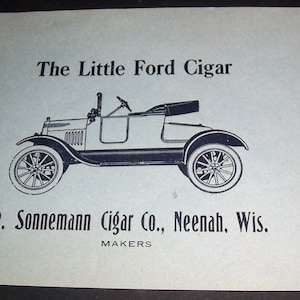 The Little Ford Cigar
Sonnemann Cigar Co., Neenah, Wis.
MAKERS